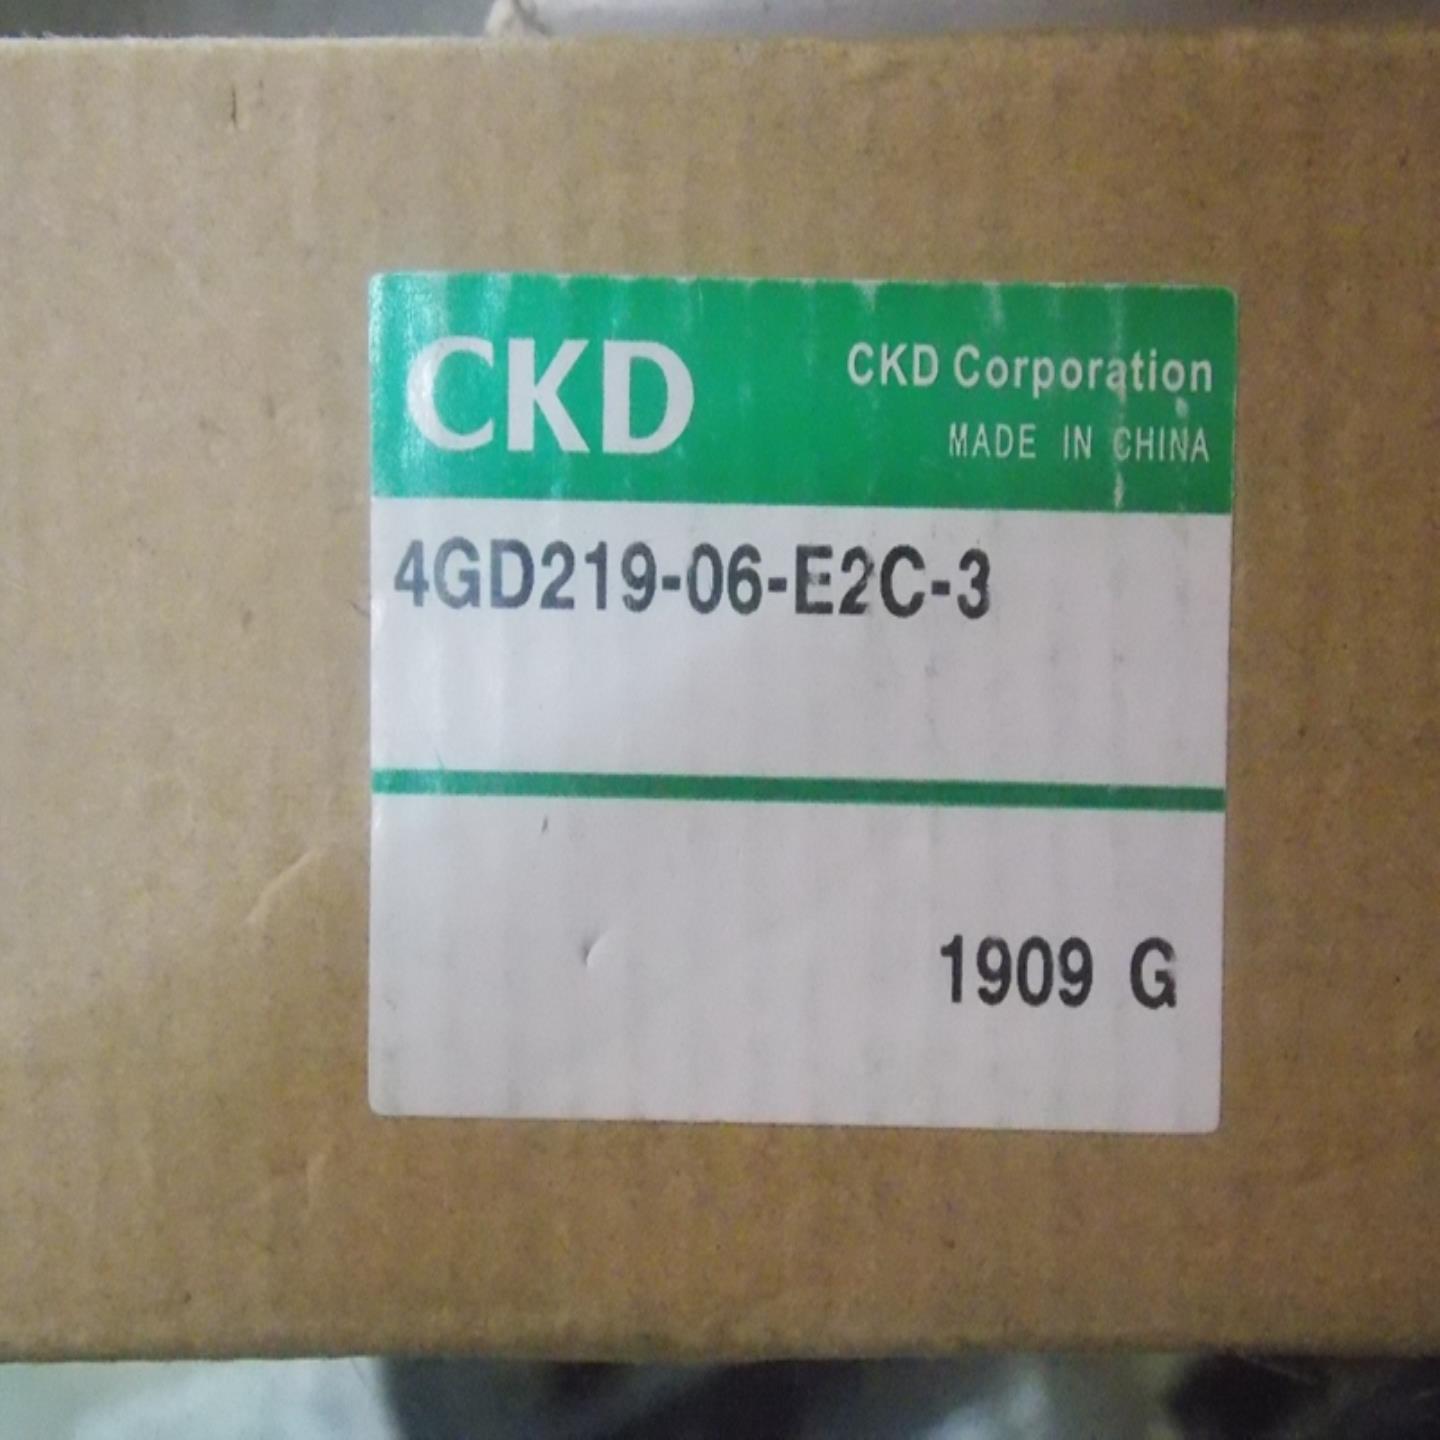 CKD
CKD Corporation
MADE IN CHINA
4GD219-06-E2C-3
1909 G